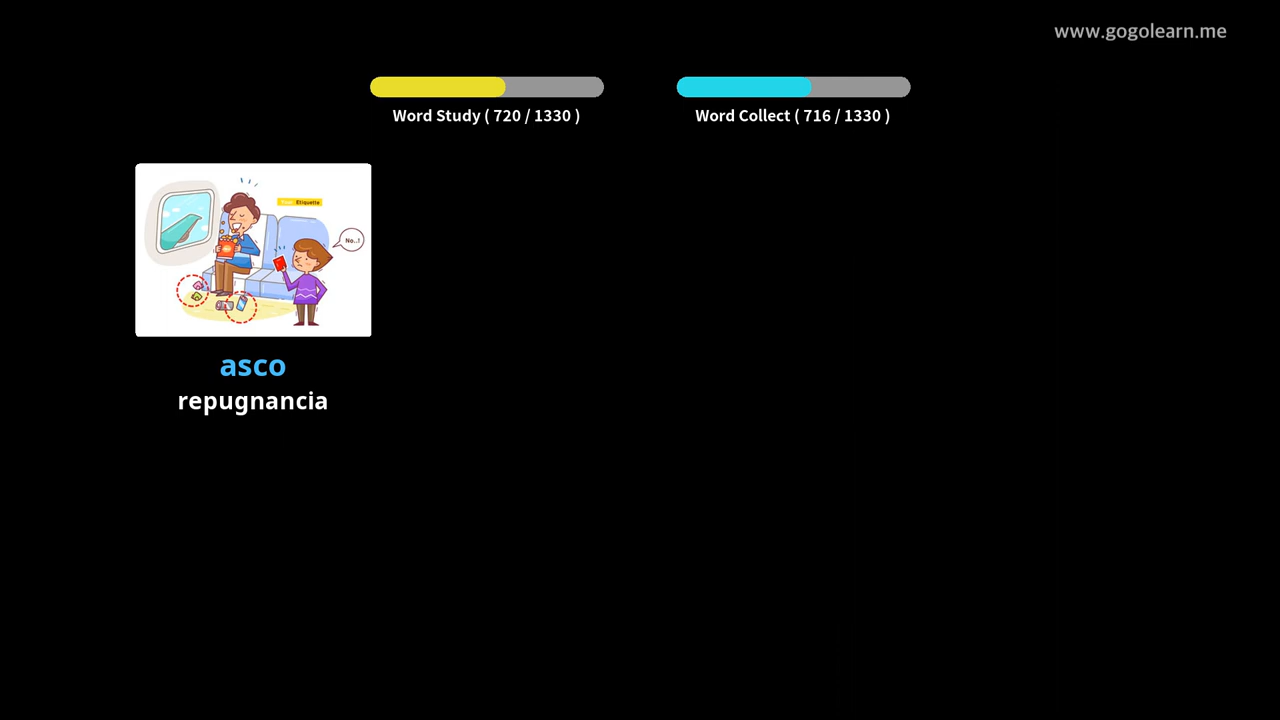 www.gogolearn.me
Word Study ( 720 / 1330 )
Word Collect ( 716 / 1330 )
Etiquette
No..!
asco
repugnancia